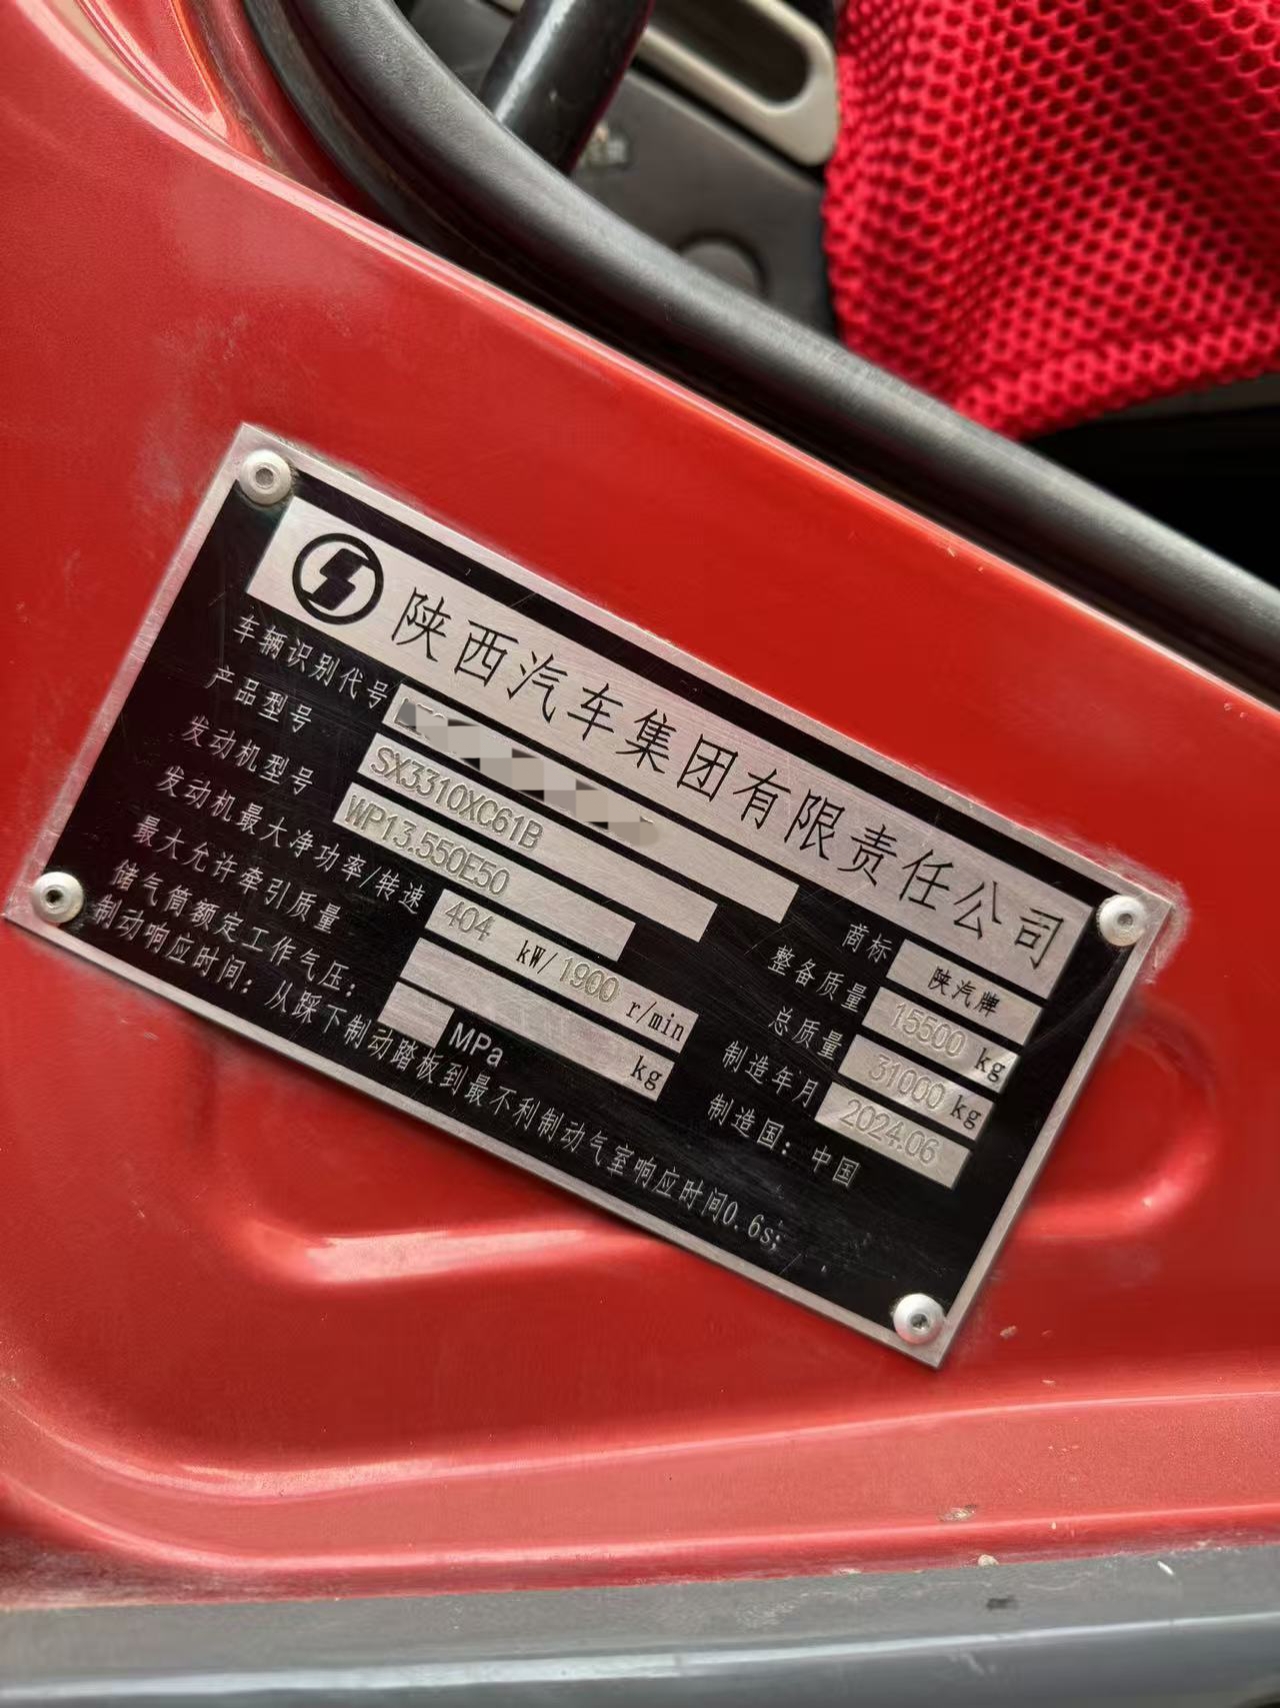 陕西汽车集团有限责任公司
车辆识别代号
产品型号 SX3310XC61B
发动机型号 WP13.550E50
发动机最大净功率/转速 404 kW/1900 r/min
最大允许牵引质量 kg
储气筒额定工作气压: MPa
商标 陕汽牌
整备质量 15500 kg
总质量 31000 kg
制造年月 2024.06
制造国: 中国
制动响应时间: 从踩下制动踏板到最不利制动气室响应时间0.6s;